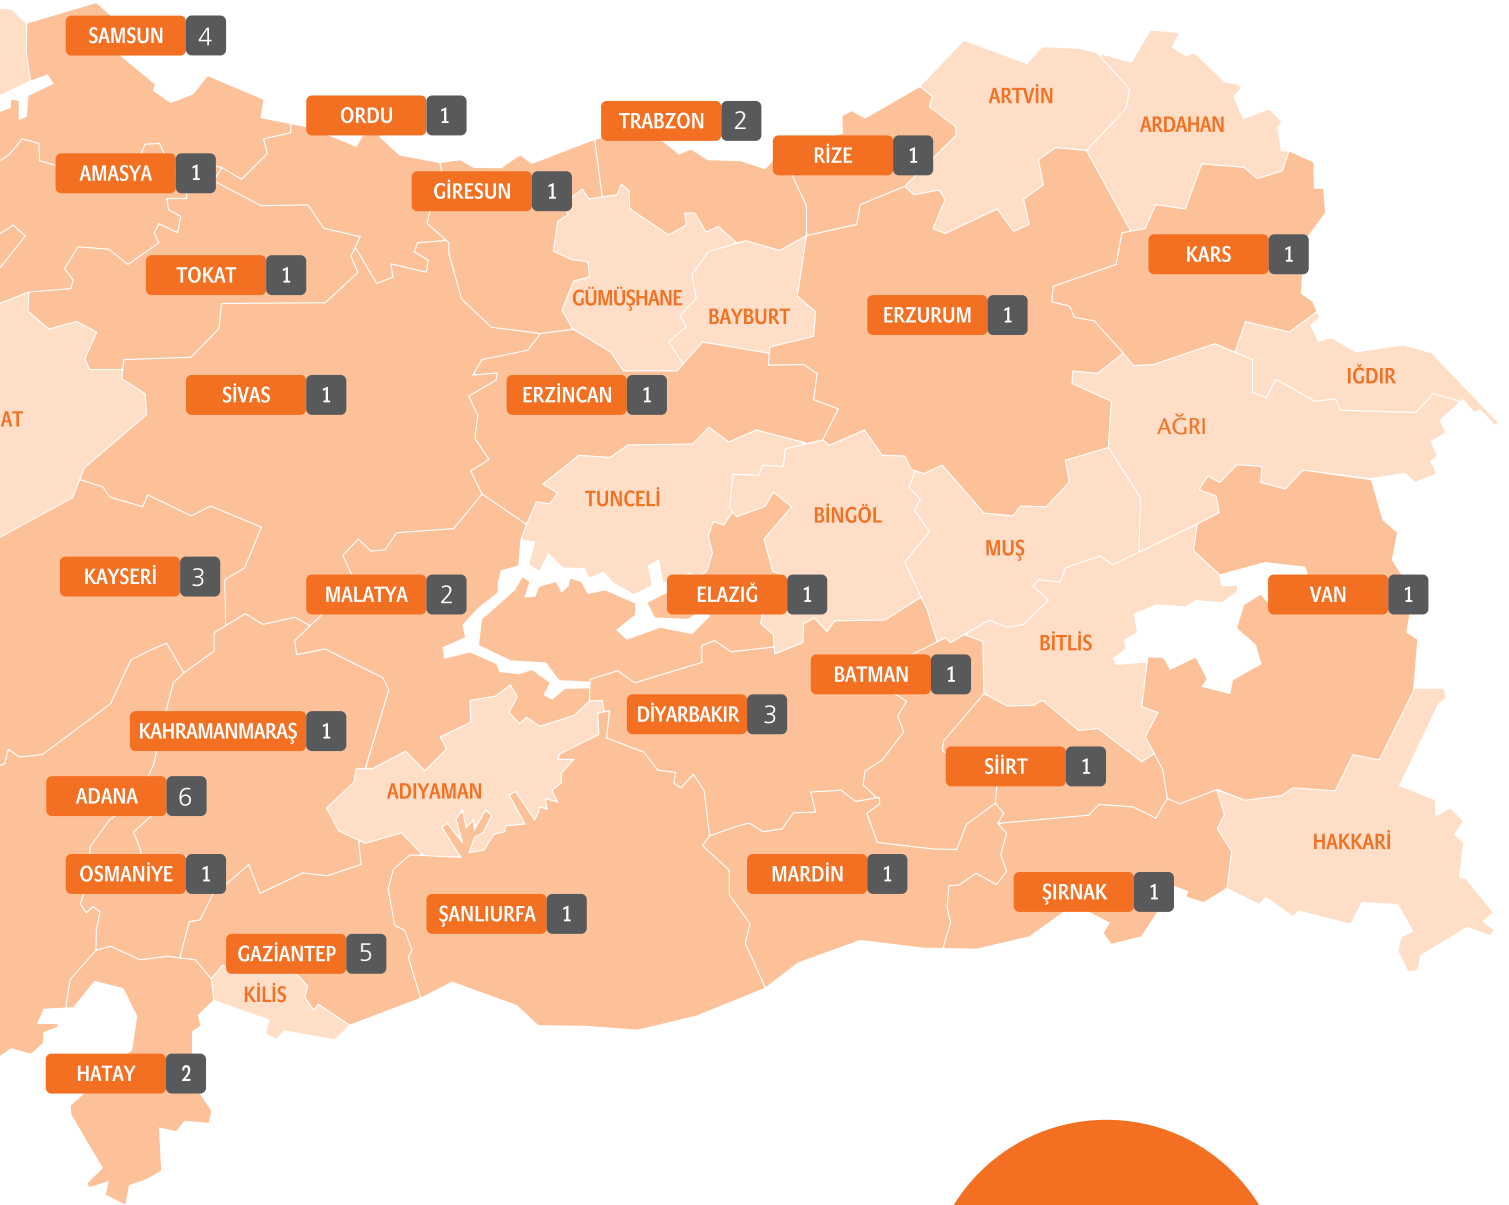 SAMSUN 4
ARTVİN
ORDU 1
TRABZON 2
ARDAHAN
RİZE 1
AMASYA 1
GİRESUN 1
KARS 1
TOKAT 1
GÜMÜŞHANE
BAYBURT
ERZURUM 1
IĞDIR
SİVAS 1
ERZİNCAN 1
AT
AĞRI
TUNCELİ
BİNGÖL
MUŞ
KAYSERİ 3
MALATYA 2
ELAZIĞ 1
VAN 1
BİTLİS
BATMAN 1
DİYARBAKIR 3
KAHRAMANMARAŞ 1
SİİRT 1
ADANA 6
ADIYAMAN
HAKKARİ
OSMANİYE 1
MARDİN 1
ŞIRNAK 1
ŞANLIURFA 1
GAZİANTEP 5
KİLİS
HATAY 2